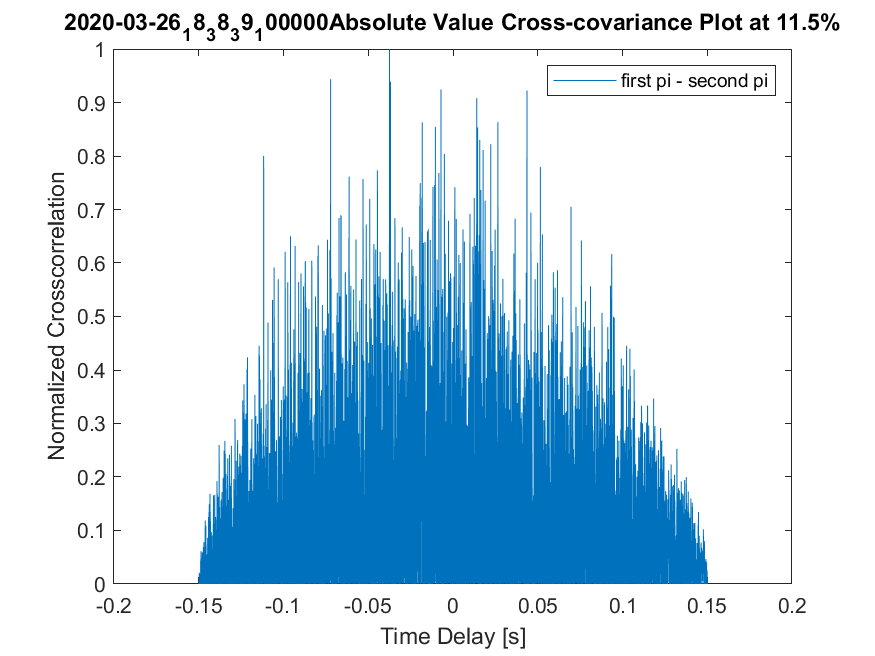 2020-03-26₁8₃8₃9₁00000Absolute Value Cross-covariance Plot at 11.5%
first pi - second pi
Normalized Crosscorrelation
1
0.9
0.8
0.7
0.6
0.5
0.4
0.3
0.2
0.1
0
-0.2 -0.15 -0.1 -0.05 0 0.05 0.1 0.15 0.2
Time Delay [s]